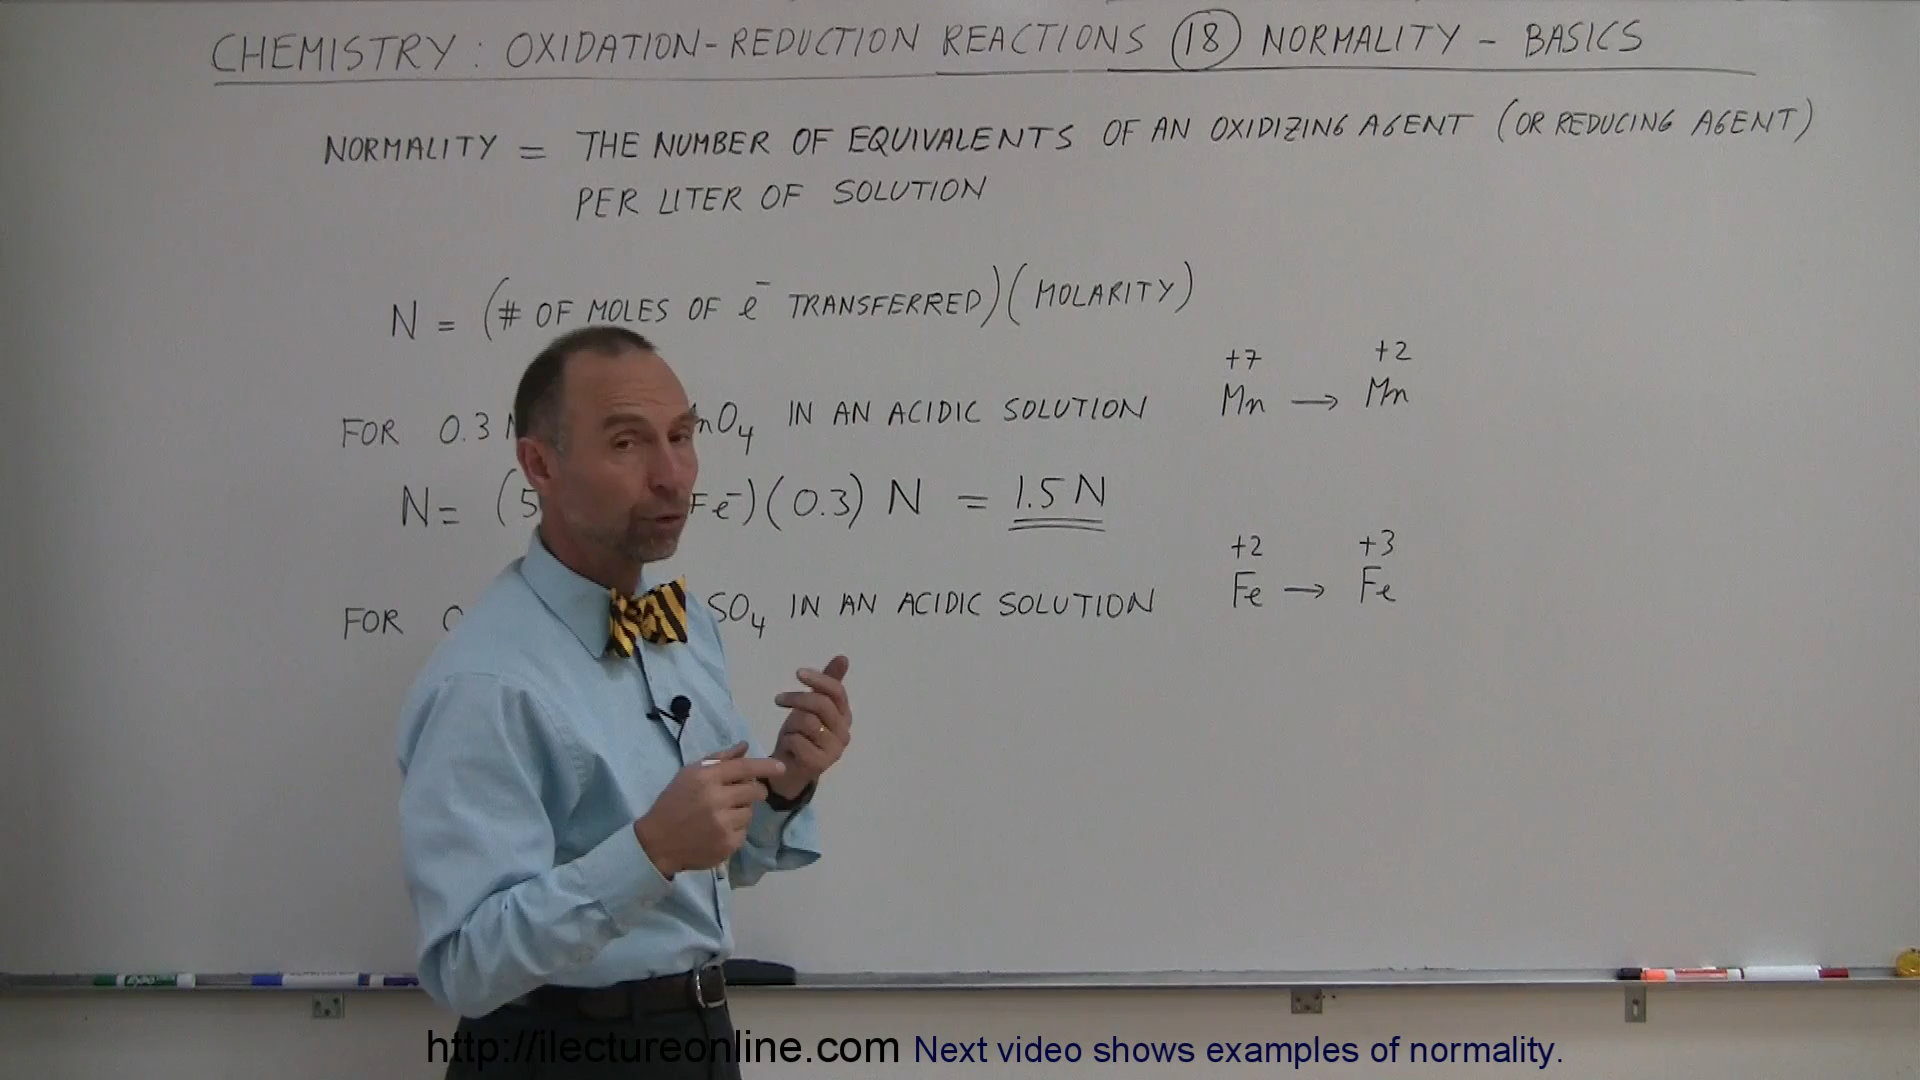 CHEMISTRY: OXIDATION-REDUCTION REACTIONS 18 NORMALITY - BASICS
NORMALITY = THE NUMBER OF EQUIVALENTS OF AN OXIDIZING AGENT (OR REDUCING AGENT)
PER LITER OF SOLUTION
N = (# OF MOLES OF e⁻ TRANSFERRED)(MOLARITY)
+7 +2
FOR 0.3 nO₄ IN AN ACIDIC SOLUTION Mn → Mn
N = (5 e⁻)(0.3) N = 1.5 N
+2 +3
FOR SO₄ IN AN ACIDIC SOLUTION Fe → Fe
http://ilectureonline.com Next video shows examples of normality.